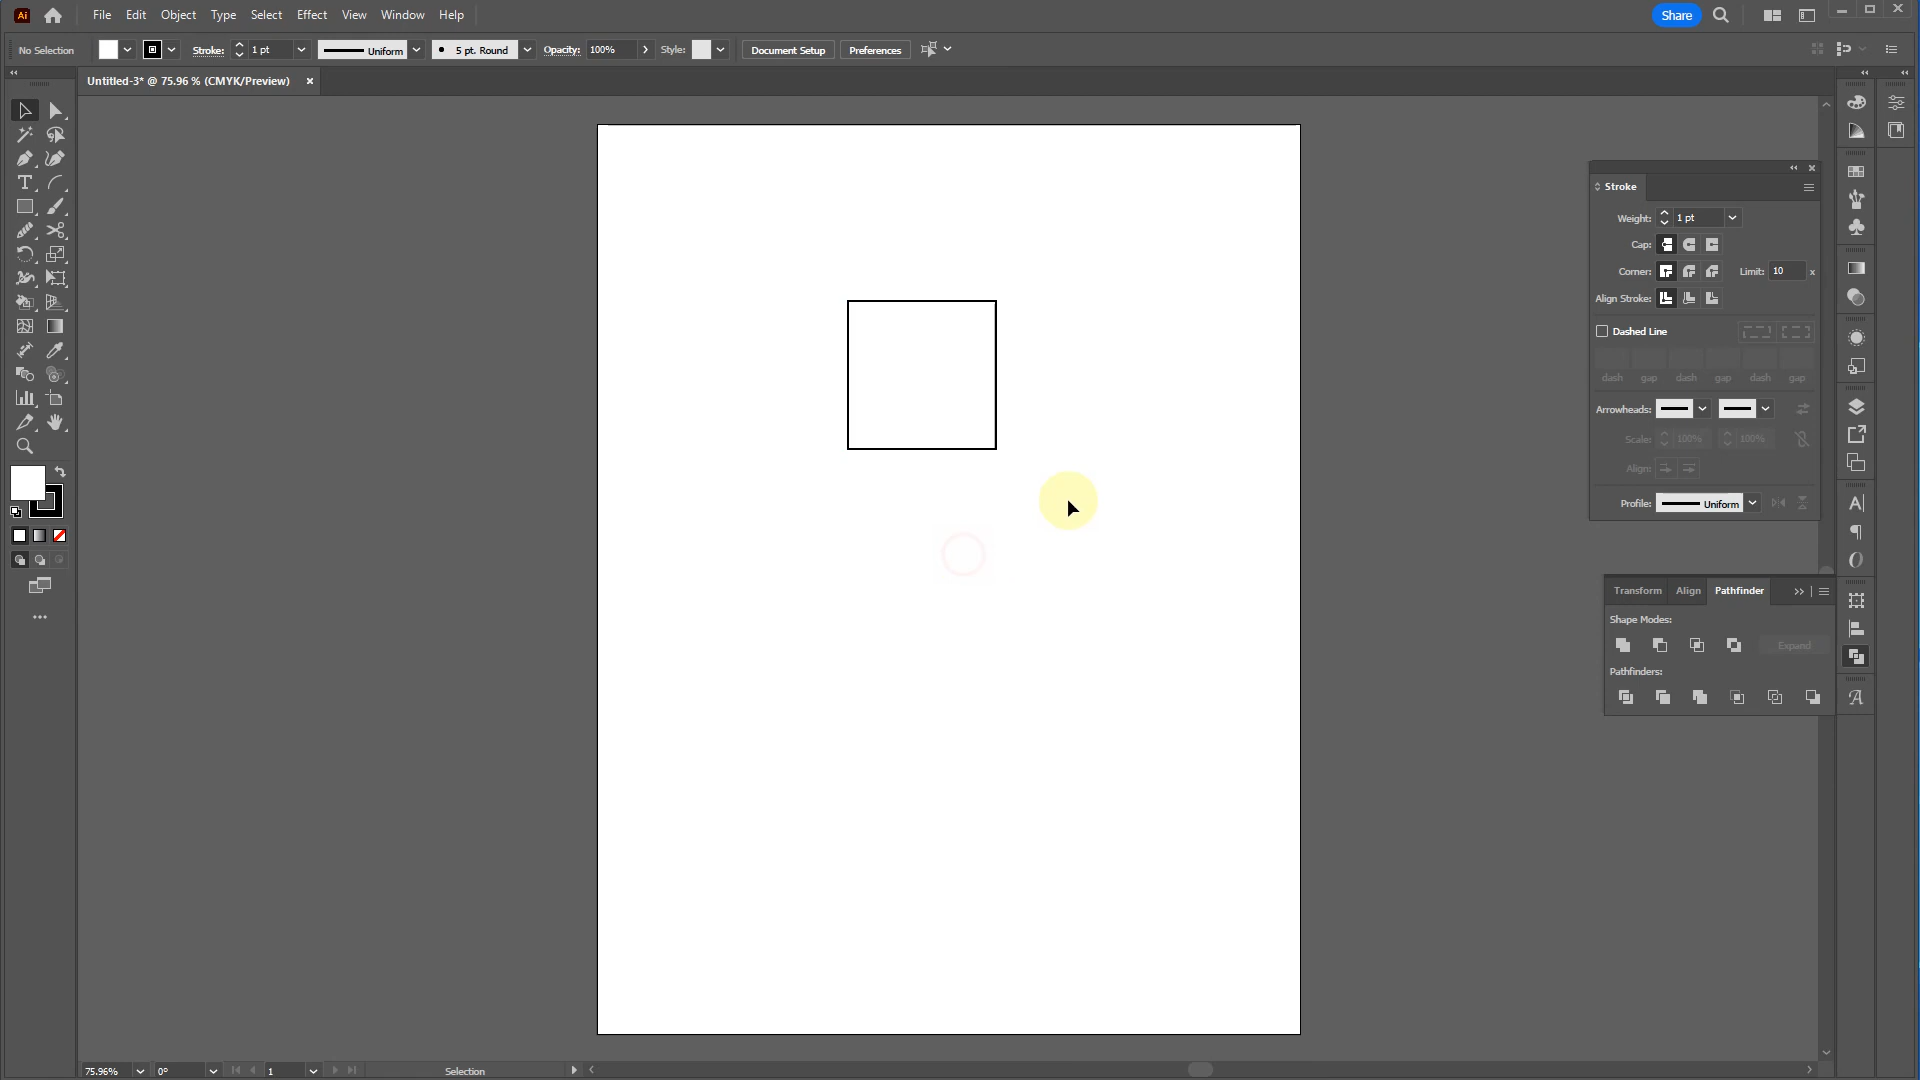 Ai File Edit Object Type Select Effect View Window Help Share
No Selection Stroke: 1 pt Uniform 5 pt. Round Opacity: 100% Style: Document Setup Preferences
Untitled-3* @ 75.96 % (CMYK/Preview)
Stroke
Weight: 1 pt
Cap:
Corner: Limit: 10 x
Align Stroke:
Dashed Line
dash gap dash gap dash gap
Arrowheads:
Scale: 100% 100%
Align:
Profile: Uniform
Transform Align Pathfinder
Shape Modes:
Expand
Pathfinders:
75.96% 0° 1 Selection